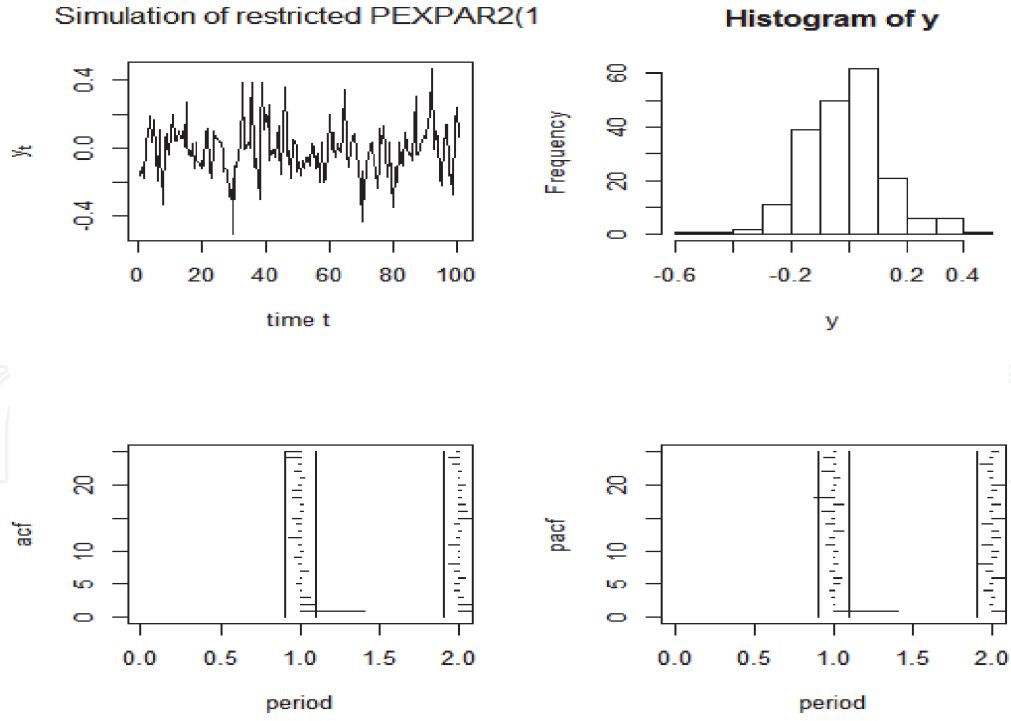 Simulation of restricted PEXPAR2(1
Histogram of y
yt
0.4
0.0
-0.4
0 20 40 60 80 100
time t
Frequency
60
40
20
0
-0.6 -0.2 0.2 0.4
y
acf
20
10
5
0
0.0 0.5 1.0 1.5 2.0
period
pacf
20
10
5
0
0.0 0.5 1.0 1.5 2.0
period